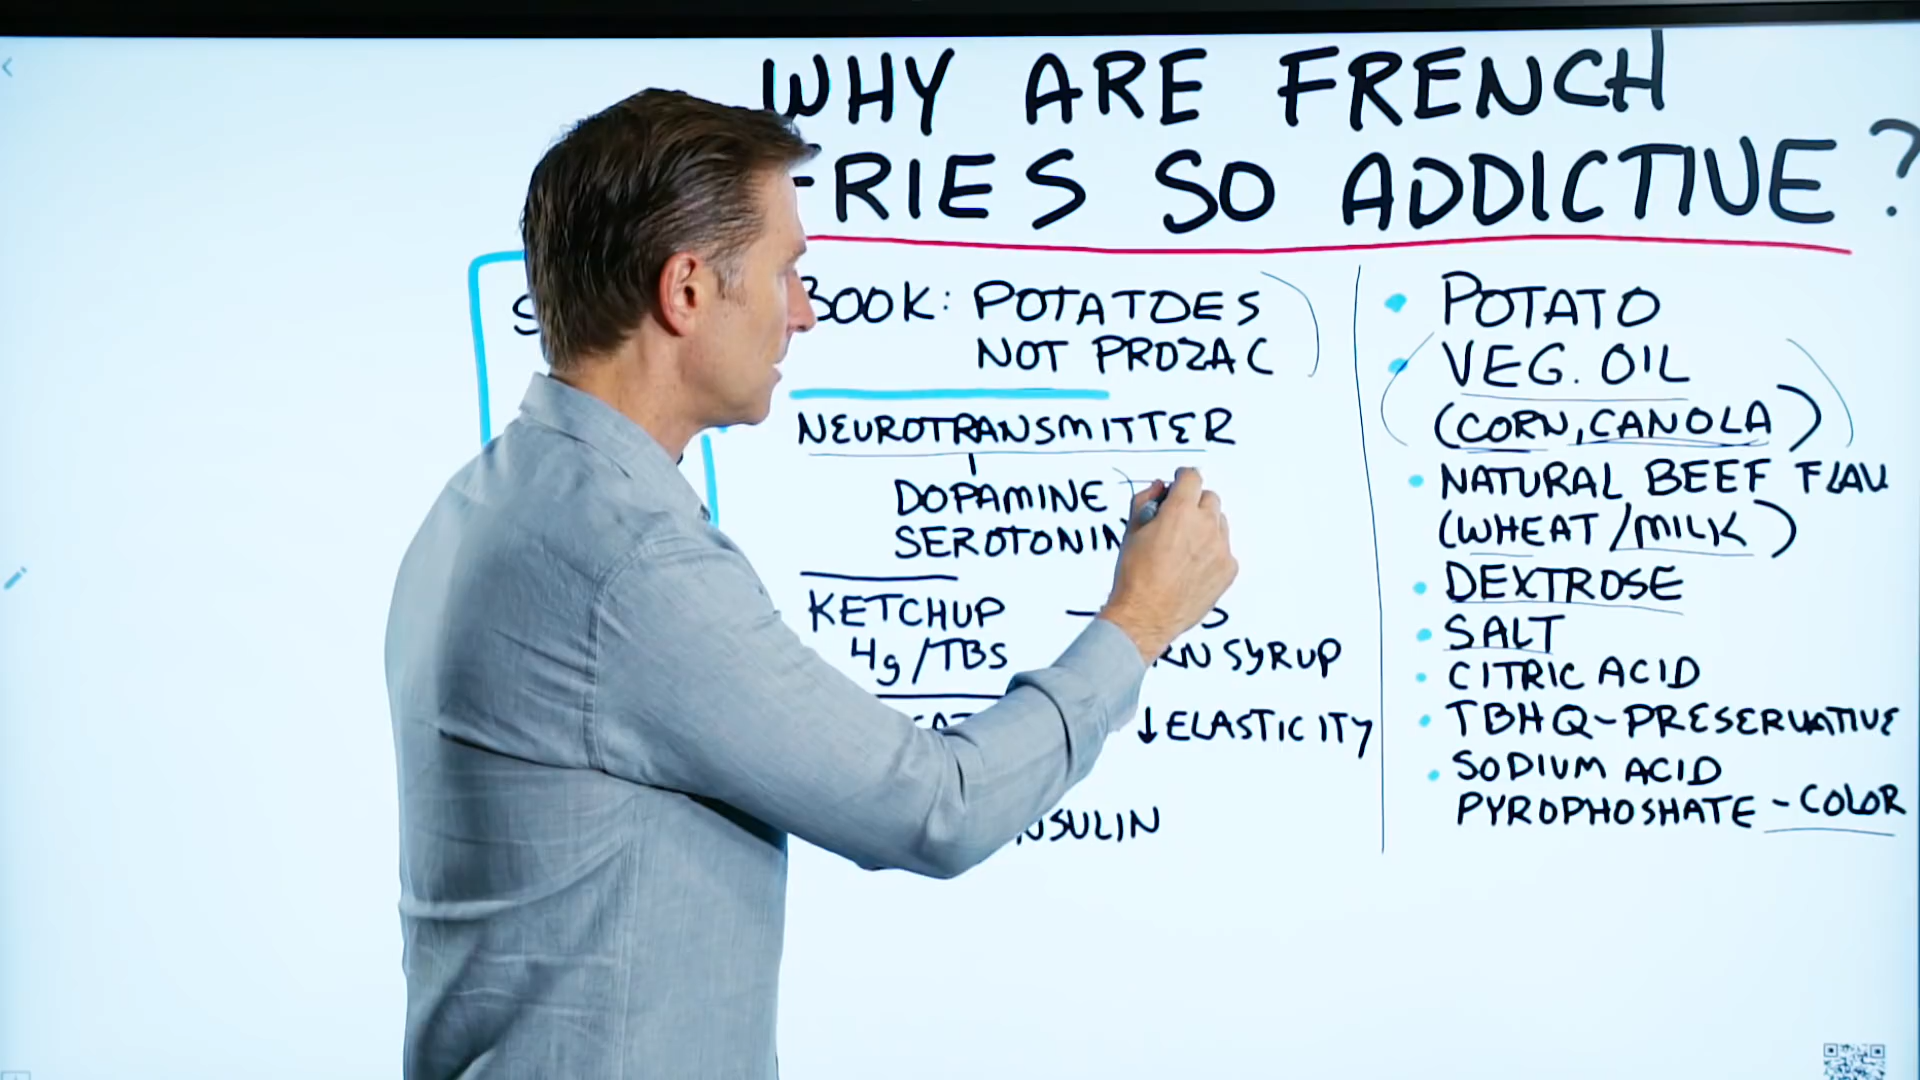 WHY ARE FRENCH
FRIES SO ADDICTIVE?
BOOK: POTATOES
NOT PROZAC
NEUROTRANSMITTER
DOPAMINE
SEROTONIN
KETCHUP
4g/TBS
SYRUP
↓ELASTICITY
• POTATO
• VEG. OIL
(CORN, CANOLA)
• NATURAL BEEF FLAV
(WHEAT/MILK)
• DEXTROSE
• SALT
• CITRIC ACID
• TBHQ-PRESERVATIVE
• SODIUM ACID
PYROPHOSHATE - COLOR